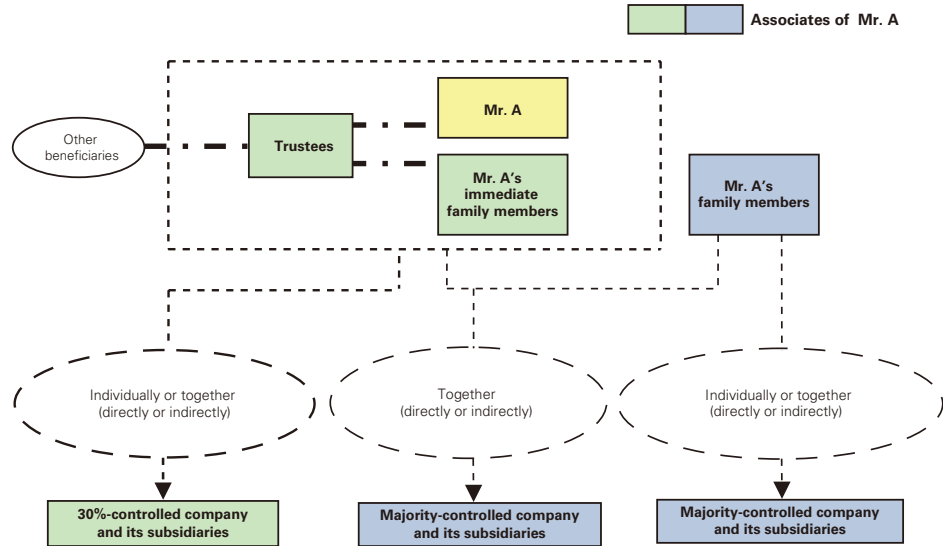 Associates of Mr. A
Mr. A
Other
beneficiaries
Trustees
Mr. A's
immediate
family members
Mr. A's
family members
Individually or together
(directly or indirectly)
Together
(directly or indirectly)
Individually or together
(directly or indirectly)
30%-controlled company
and its subsidiaries
Majority-controlled company
and its subsidiaries
Majority-controlled company
and its subsidiaries